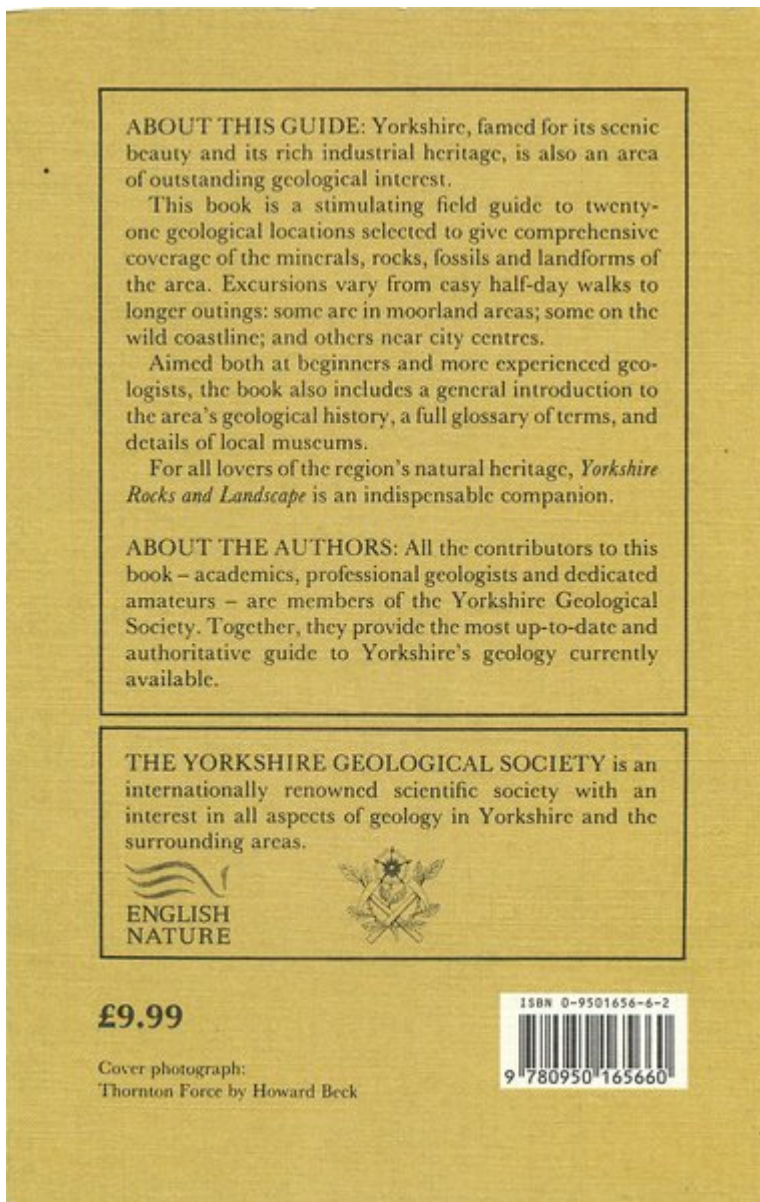 ABOUT THIS GUIDE: Yorkshire, famed for its scenic
beauty and its rich industrial heritage, is also an area
of outstanding geological interest.
This book is a stimulating field guide to twenty-
one geological locations selected to give comprehensive
coverage of the minerals, rocks, fossils and landforms of
the area. Excursions vary from easy half-day walks to
longer outings: some are in moorland areas; some on the
wild coastline; and others near city centres.
Aimed both at beginners and more experienced geo-
logists, the book also includes a general introduction to
the area's geological history, a full glossary of terms, and
details of local museums.
For all lovers of the region's natural heritage, Yorkshire
Rocks and Landscape is an indispensable companion.
ABOUT THE AUTHORS: All the contributors to this
book – academics, professional geologists and dedicated
amateurs – are members of the Yorkshire Geological
Society. Together, they provide the most up-to-date and
authoritative guide to Yorkshire's geology currently
available.
THE YORKSHIRE GEOLOGICAL SOCIETY is an
internationally renowned scientific society with an
interest in all aspects of geology in Yorkshire and the
surrounding areas.
ENGLISH
NATURE
£9.99
Cover photograph:
Thornton Force by Howard Beck
ISBN 0-9501656-6-2
9 780950 165660